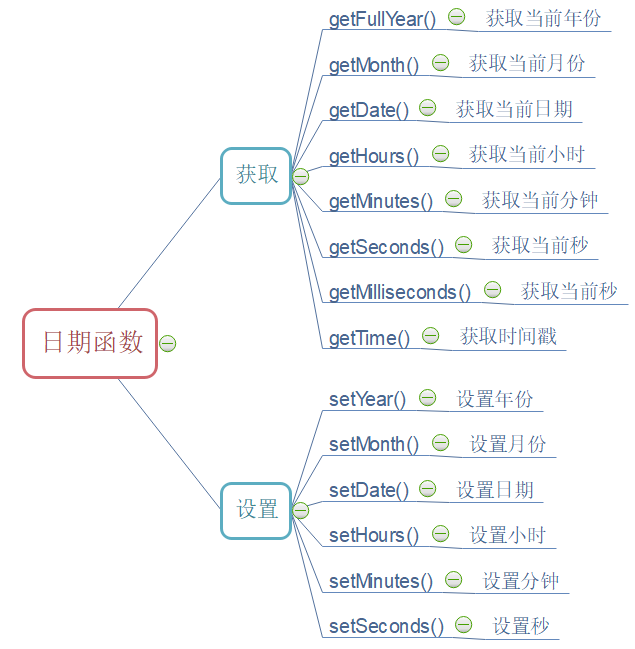 日期函数
获取
getFullYear() 获取当前年份
getMonth() 获取当前月份
getDate() 获取当前日期
getHours() 获取当前小时
getMinutes() 获取当前分钟
getSeconds() 获取当前秒
getMilliseconds() 获取当前秒
getTime() 获取时间戳
设置
setYear() 设置年份
setMonth() 设置月份
setDate() 设置日期
setHours() 设置小时
setMinutes() 设置分钟
setSeconds() 设置秒